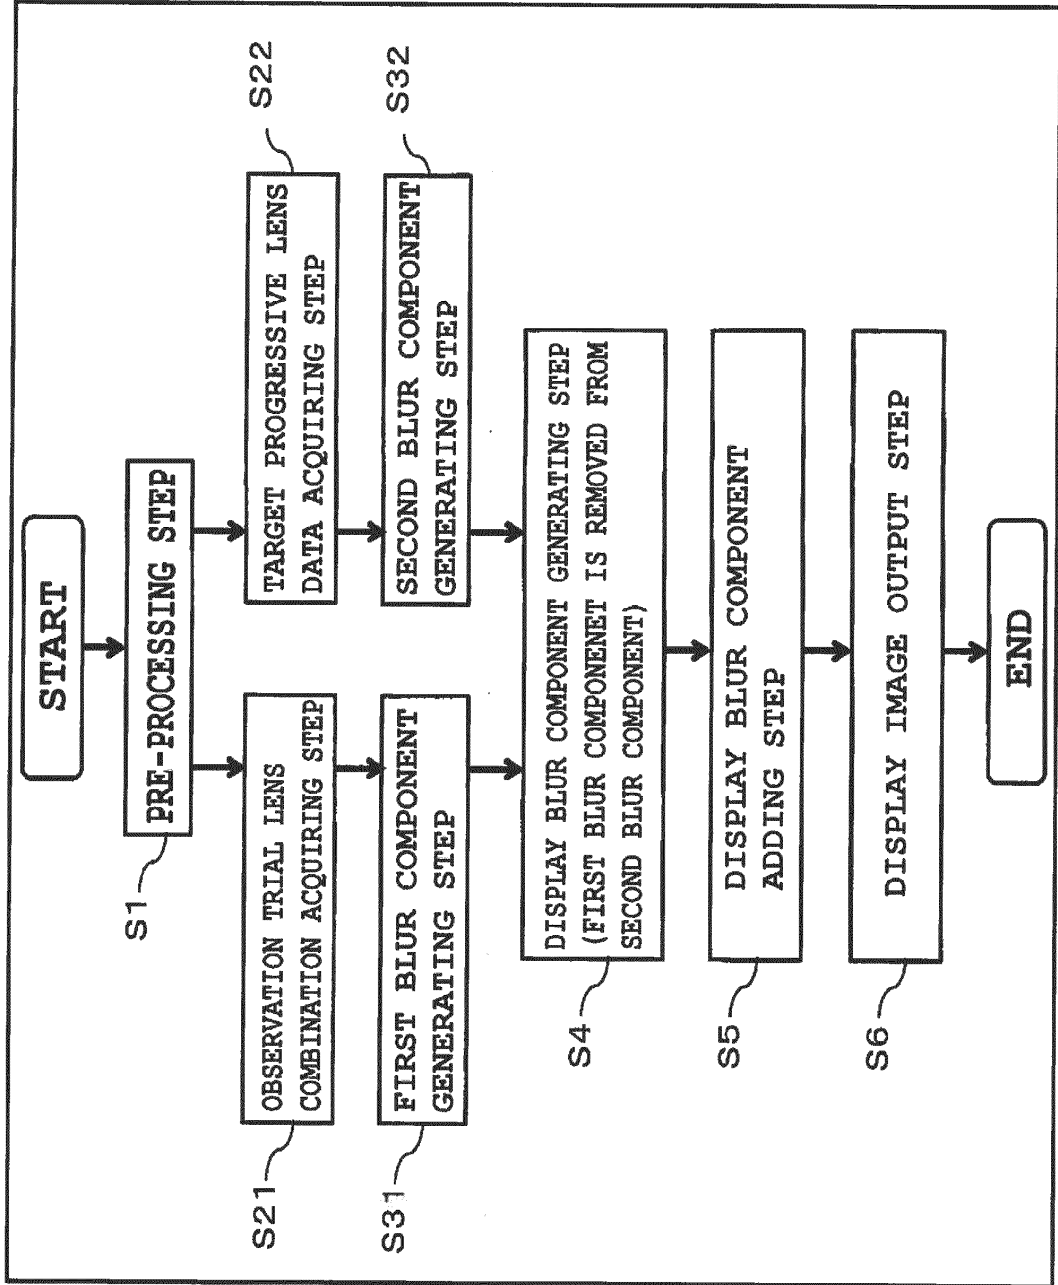 START
S1
PRE-PROCESSING STEP
S21
OBSERVATION TRIAL LENS
COMBINATION ACQUIRING STEP
TARGET PROGRESSIVE LENS
DATA ACQUIRING STEP
S22
S31
FIRST BLUR COMPONENT
GENERATING STEP
SECOND BLUR COMPONENT
GENERATING STEP
S32
S4
DISPLAY BLUR COMPONENT GENERATING STEP
(FIRST BLUR COMPONENET IS REMOVED FROM
SECOND BLUR COMPONENT)
S5
DISPLAY BLUR COMPONENT
ADDING STEP
S6
DISPLAY IMAGE OUTPUT STEP
END